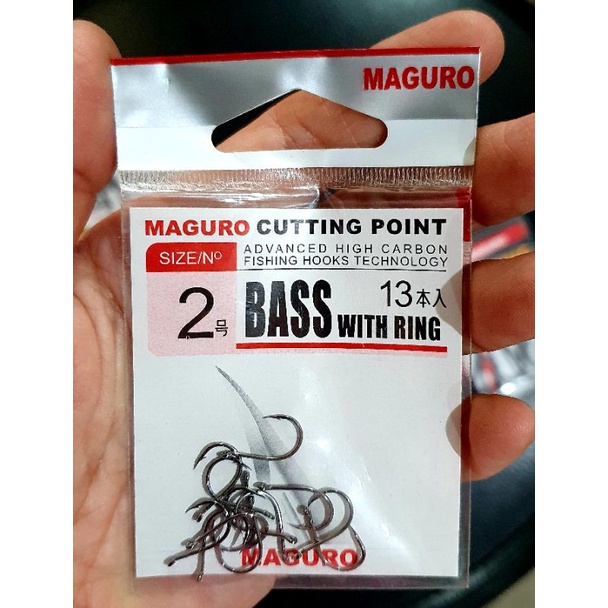 MAGURO
MAGURO CUTTING POINT
SIZE/Nº
ADVANCED HIGH CARBON
FISHING HOOKS TECHNOLOGY
2号
BASS WITH RING
13本入
MAGURO